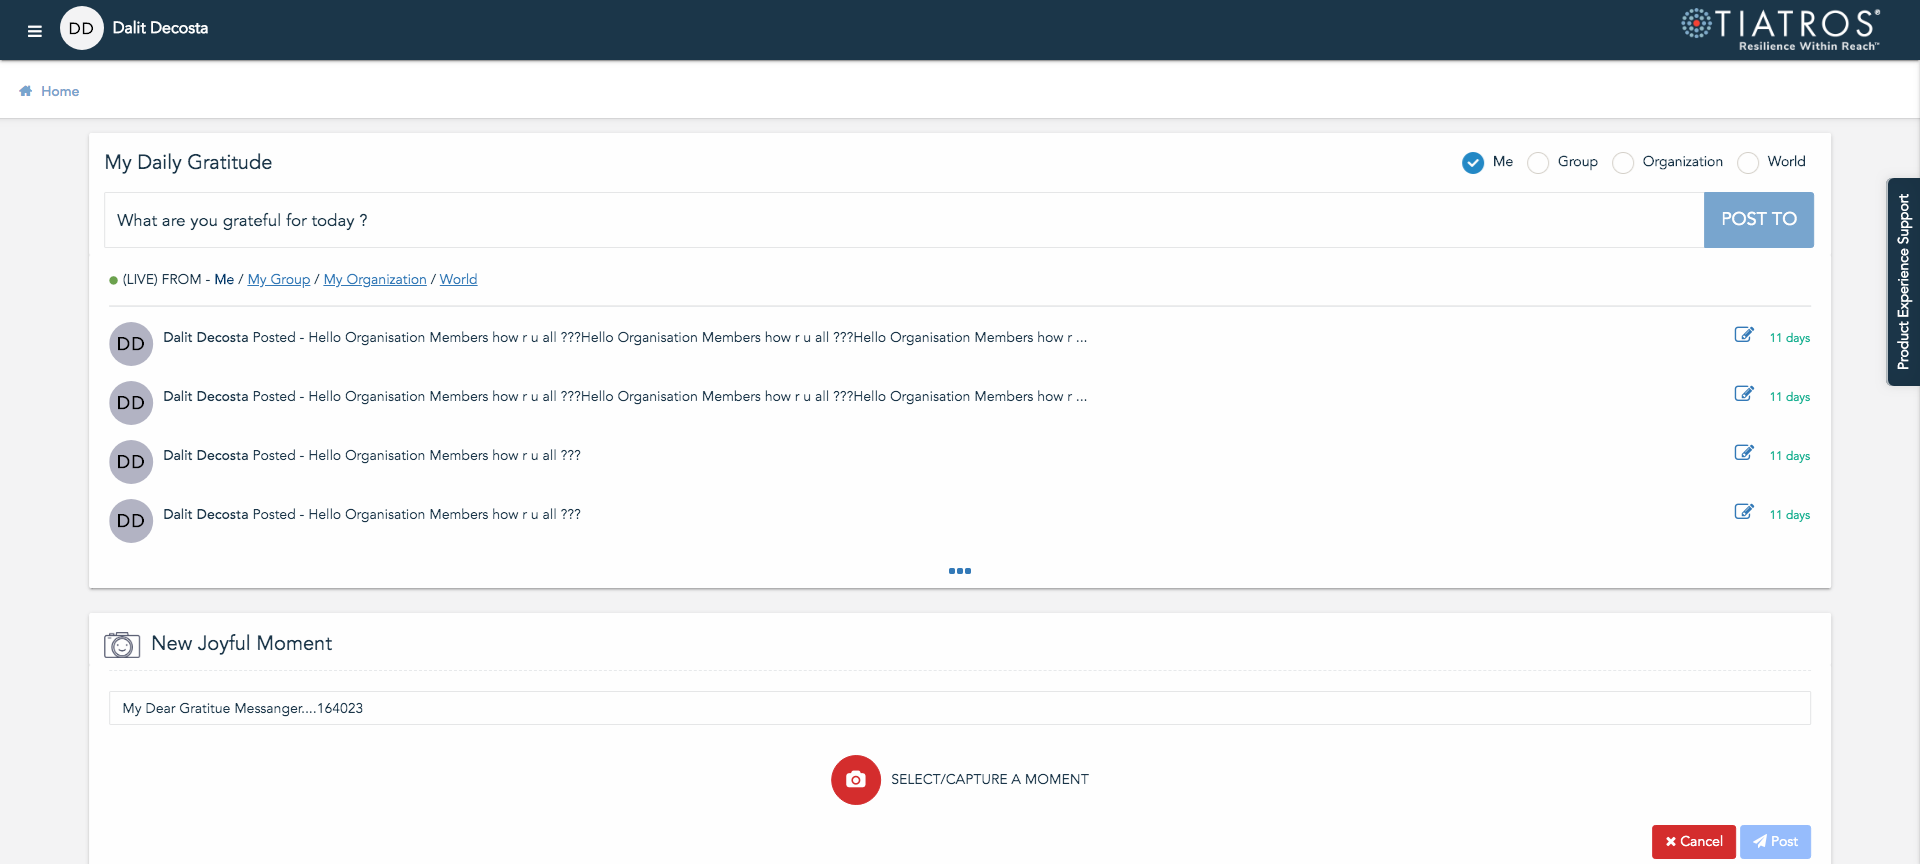 DD Dalit Decosta
TIATROS®
Resilience Within Reach™
Home
My Daily Gratitude
Me Group Organization World
What are you grateful for today ?
POST TO
Product Experience Support
(LIVE) FROM - Me / My Group / My Organization / World
DD Dalit Decosta Posted - Hello Organisation Members how r u all ???Hello Organisation Members how r u all ???Hello Organisation Members how r ... 11 days
DD Dalit Decosta Posted - Hello Organisation Members how r u all ???Hello Organisation Members how r u all ???Hello Organisation Members how r ... 11 days
DD Dalit Decosta Posted - Hello Organisation Members how r u all ??? 11 days
DD Dalit Decosta Posted - Hello Organisation Members how r u all ??? 11 days
New Joyful Moment
My Dear Gratitue Messanger....164023
SELECT/CAPTURE A MOMENT
Cancel Post